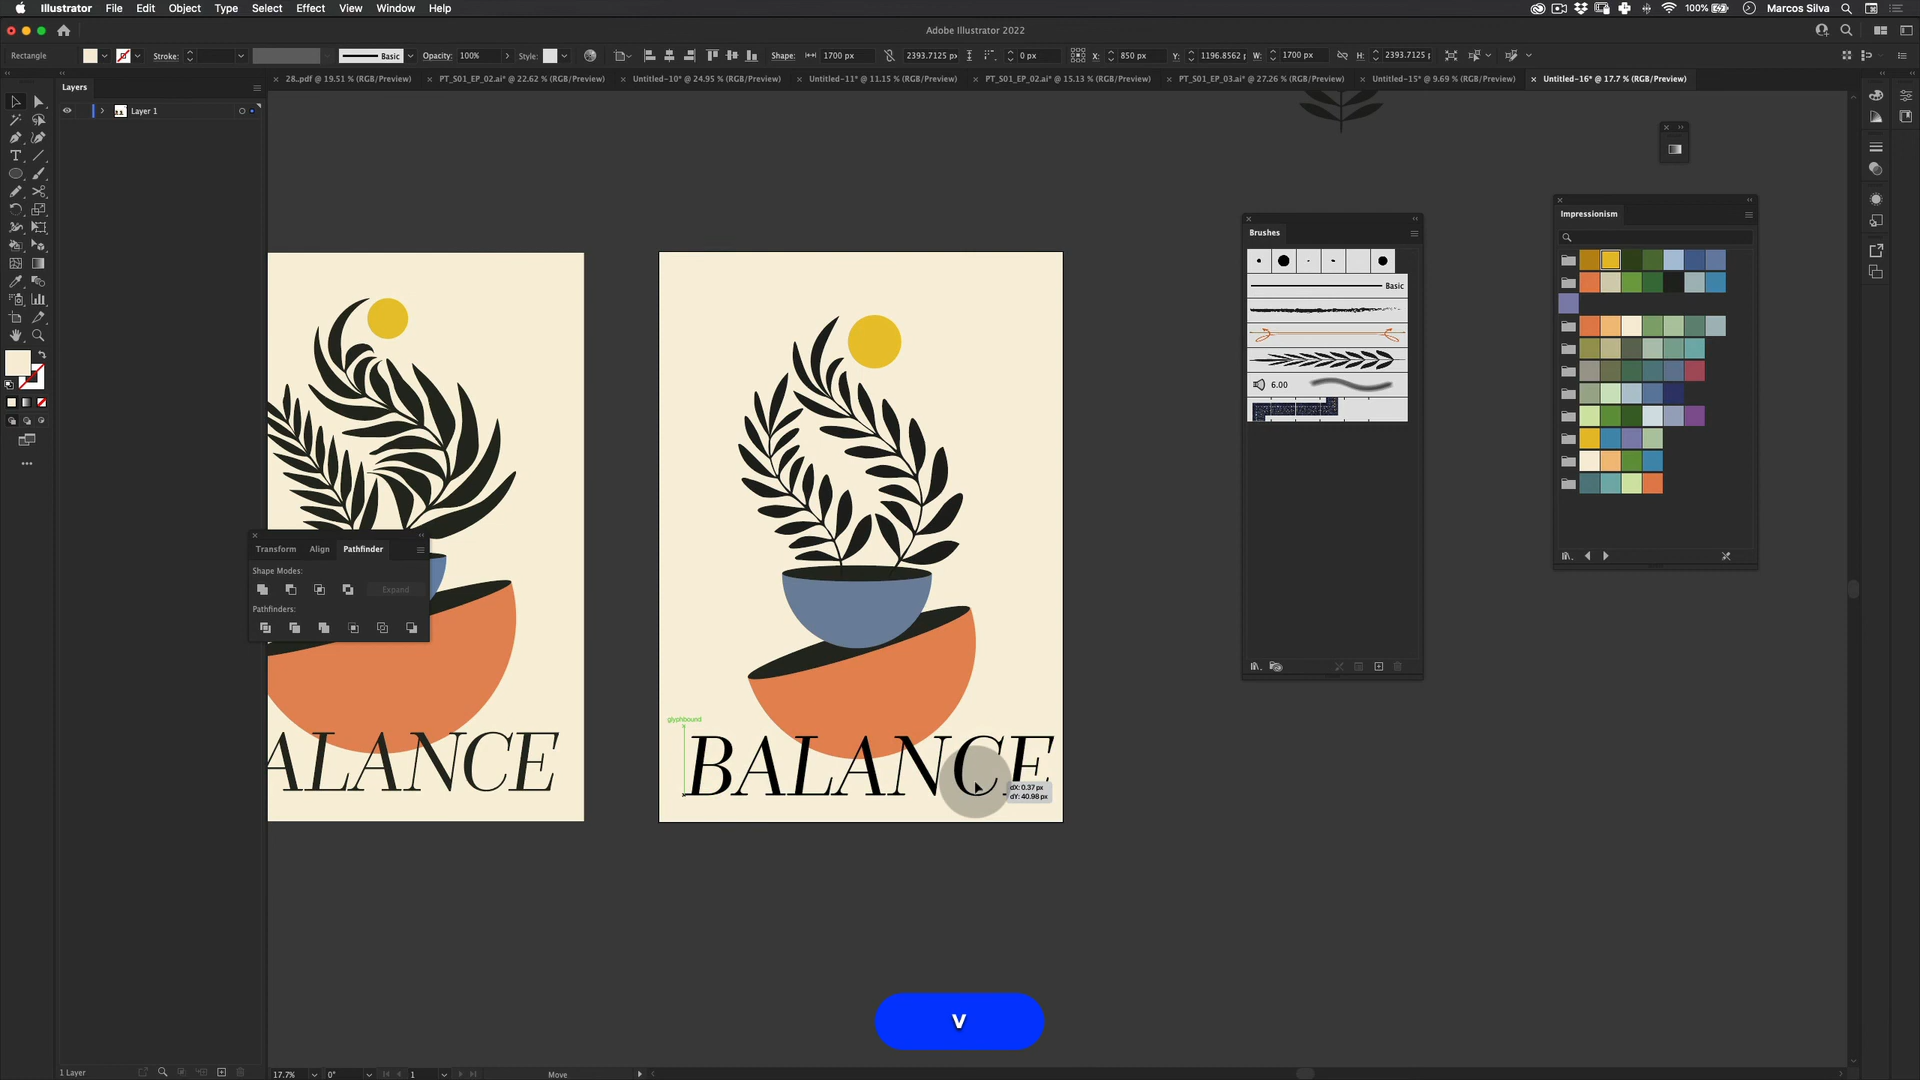 Illustrator File Edit Object Type Select Effect View Window Help
100% Marcos Silva
Adobe Illustrator 2022
Rectangle Stroke: Basic Opacity: 100% Style: Shape: 1700 px 2393.7125 px 0 px X: 850 px Y: 1196.8562 W: 1700 px H: 2393.7125
28..pdf @ 19.51 % (RGB/Preview) PT_S01_EP_02.ai* @ 22.62 % (RGB/Preview) Untitled-10* @ 24.95 % (RGB/Preview) Untitled-11* @ 11.15 % (RGB/Preview) PT_S01_EP_02.ai* @ 15.13 % (RGB/Preview) PT_S01_EP_03.ai* @ 27.26 % (RGB/Preview) Untitled-15* @ 9.69 % (RGB/Preview) Untitled-16* @ 17.7 % (RGB/Preview)
Layers
Layer 1
Impressionism
Brushes
Basic
6.00
Transform Align Pathfinder
Shape Modes:
Expand
Pathfinders:
glyphbound
ALANCE
BALANCE
dX: 0.37 px
dY: 40.98 px
V
1 Layer 17.7% 0° 1 Move